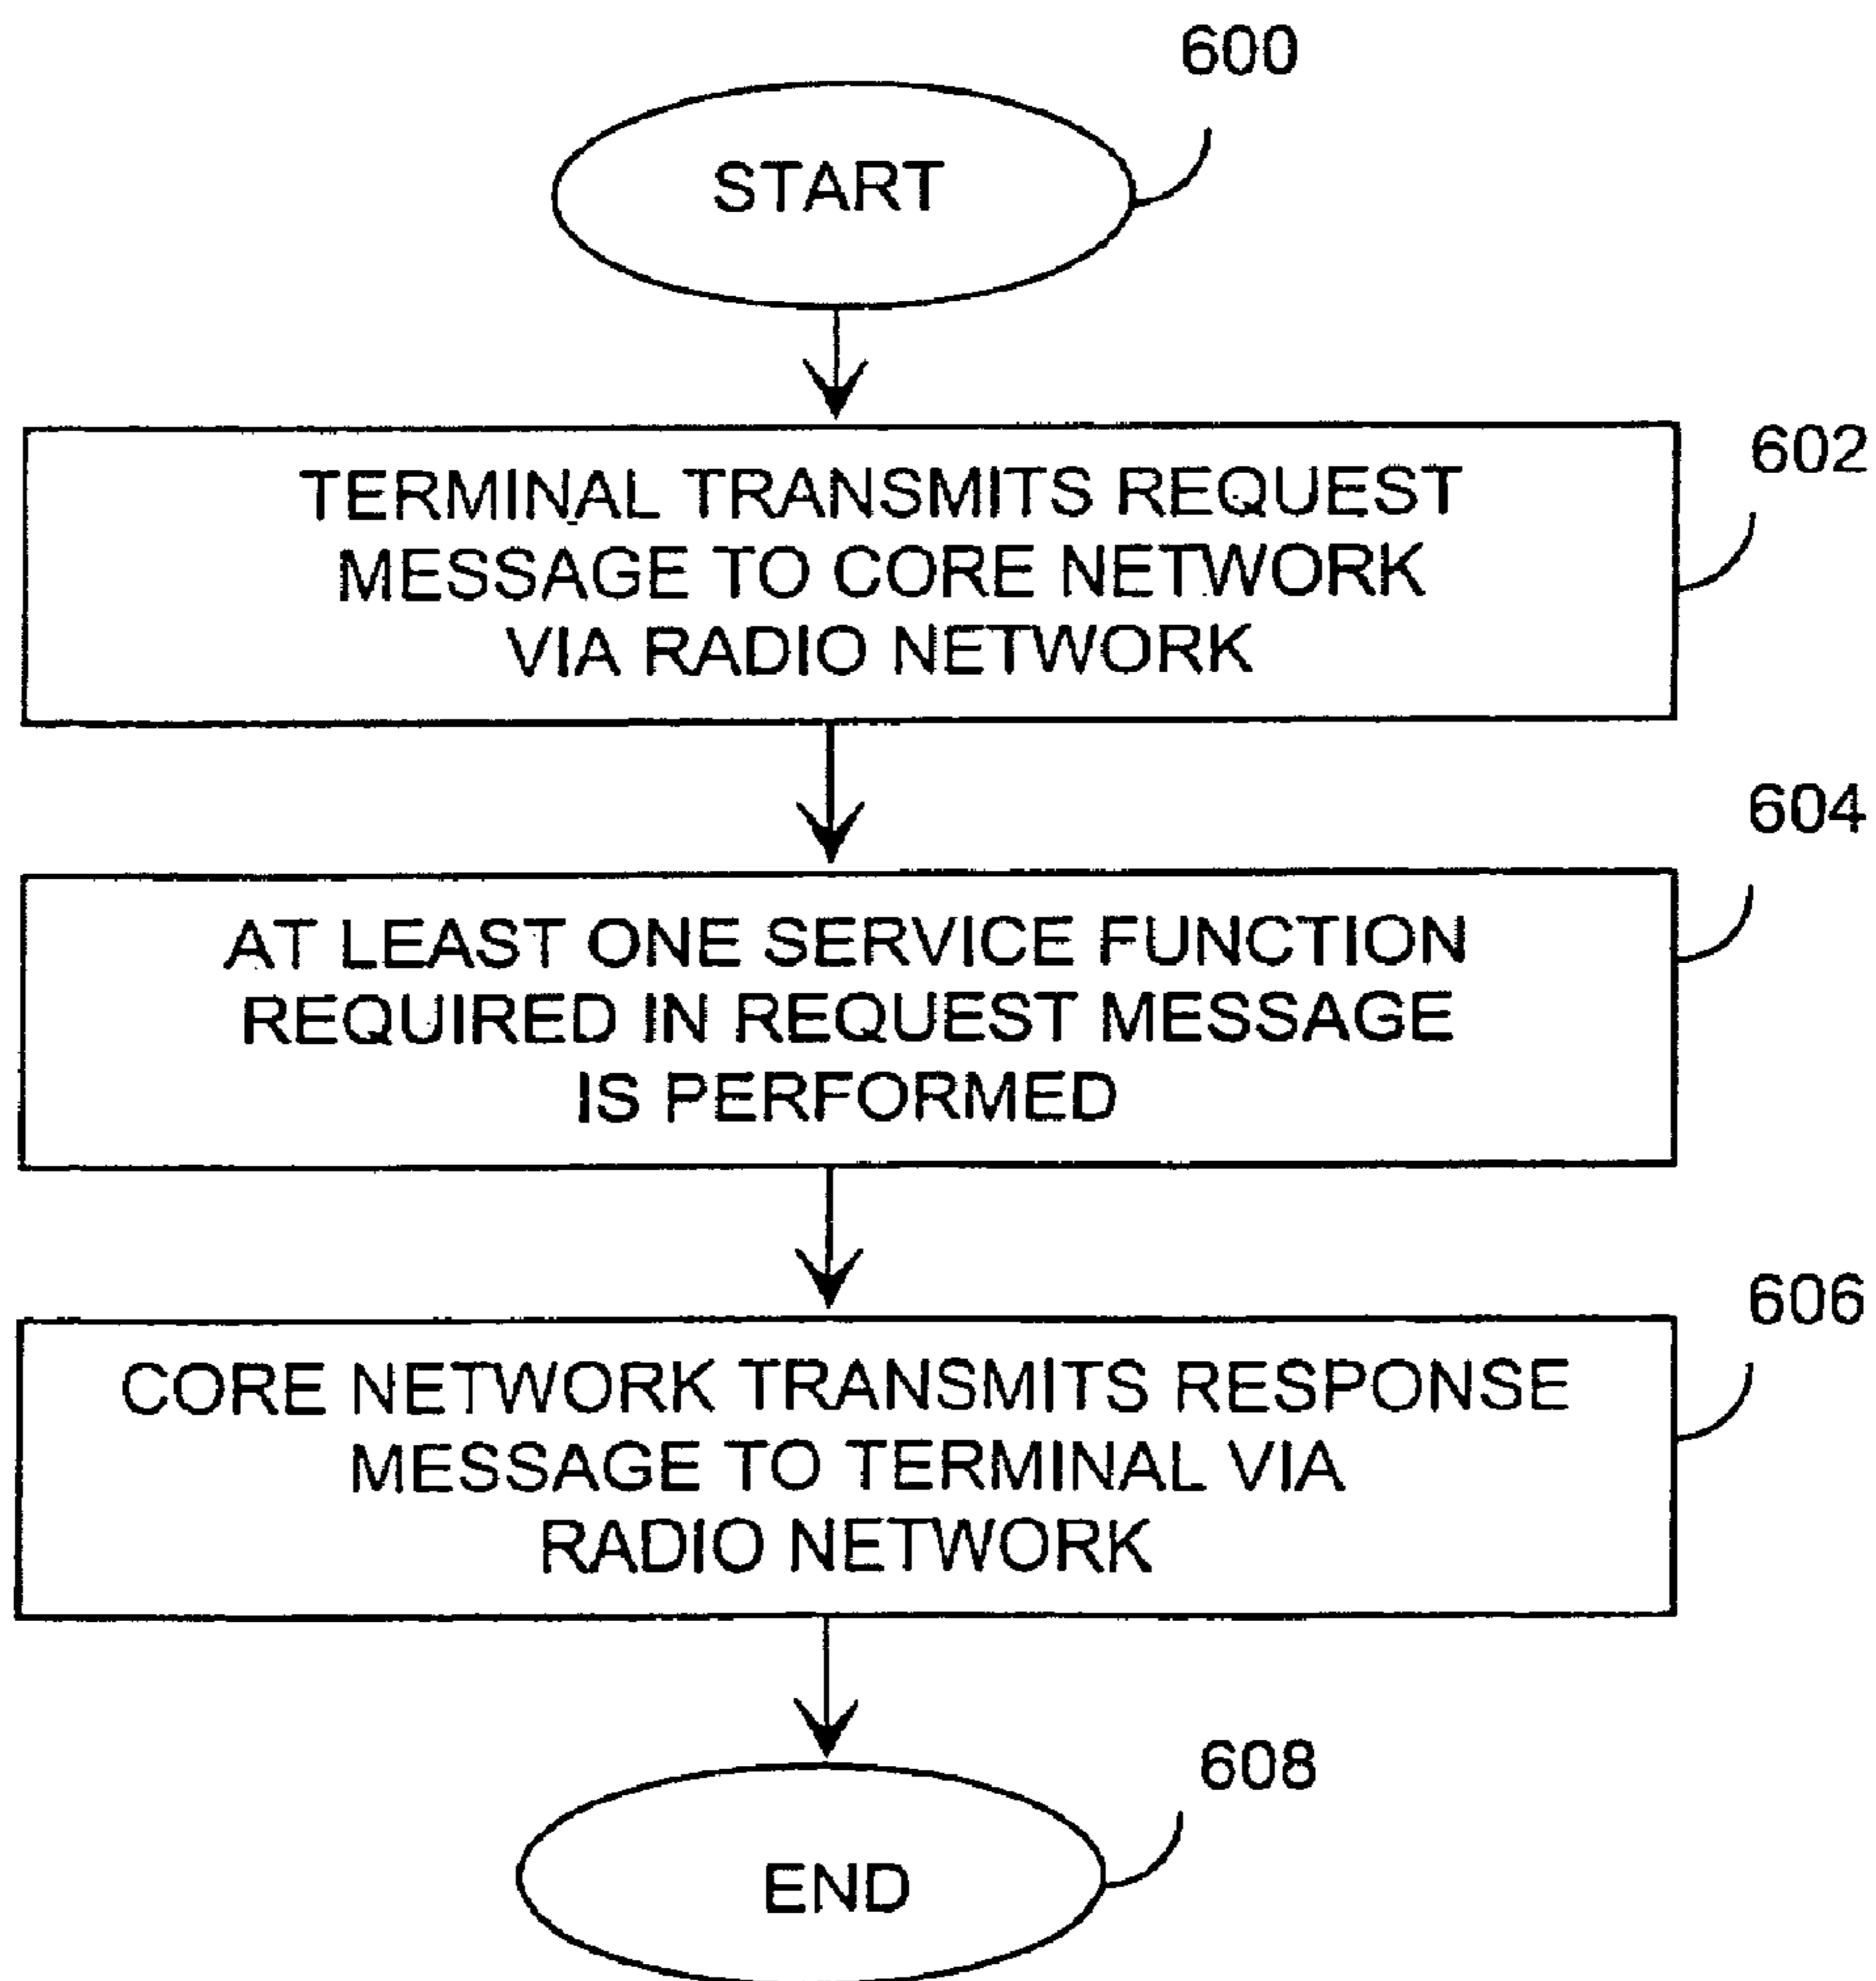 600
START
602
TERMINAL TRANSMITS REQUEST
MESSAGE TO CORE NETWORK
VIA RADIO NETWORK
604
AT LEAST ONE SERVICE FUNCTION
REQUIRED IN REQUEST MESSAGE
IS PERFORMED
606
CORE NETWORK TRANSMITS RESPONSE
MESSAGE TO TERMINAL VIA
RADIO NETWORK
608
END